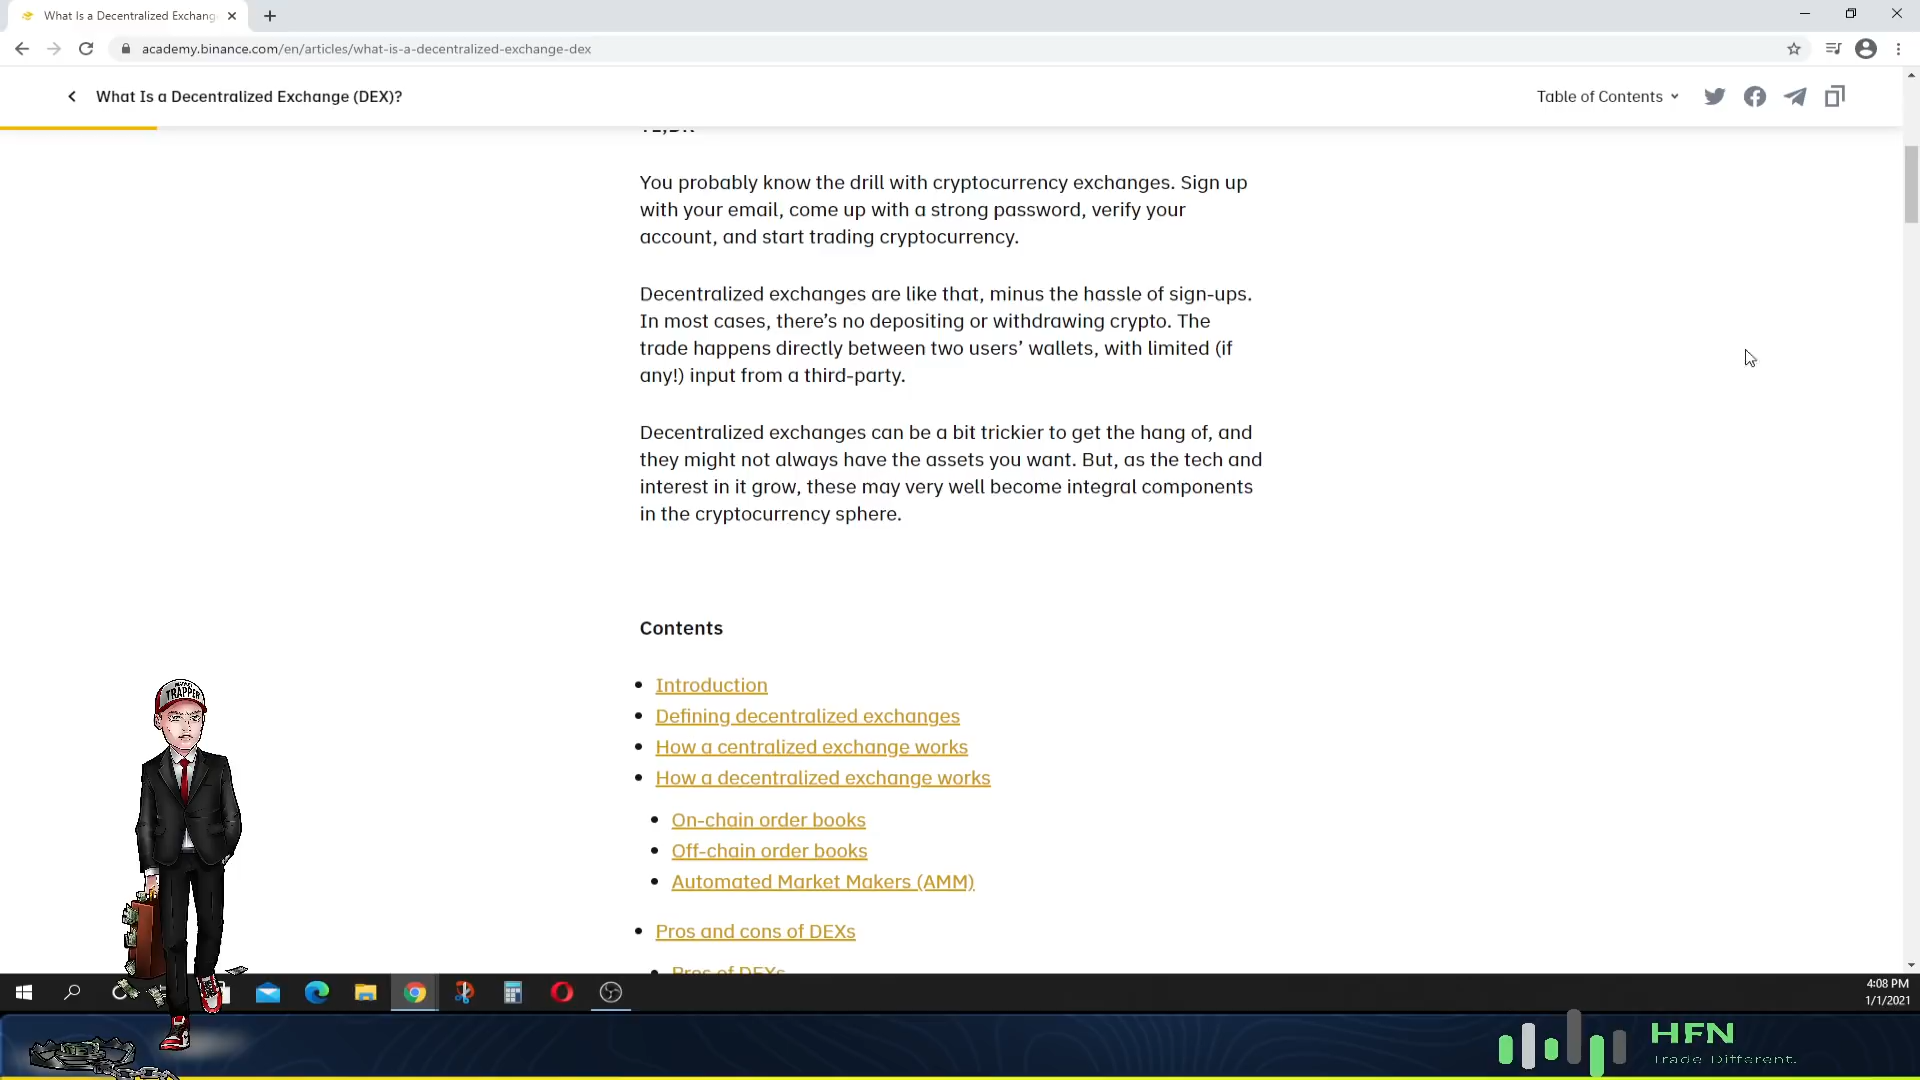 What Is a Decentralized Exchang
academy.binance.com/en/articles/what-is-a-decentralized-exchange-dex
What Is a Decentralized Exchange (DEX)?
Table of Contents
TL;DR
You probably know the drill with cryptocurrency exchanges. Sign up
with your email, come up with a strong password, verify your
account, and start trading cryptocurrency.
Decentralized exchanges are like that, minus the hassle of sign-ups.
In most cases, there’s no depositing or withdrawing crypto. The
trade happens directly between two users’ wallets, with limited (if
any!) input from a third-party.
Decentralized exchanges can be a bit trickier to get the hang of, and
they might not always have the assets you want. But, as the tech and
interest in it grow, these may very well become integral components
in the cryptocurrency sphere.
Contents
Introduction
Defining decentralized exchanges
How a centralized exchange works
How a decentralized exchange works
On-chain order books
Off-chain order books
Automated Market Makers (AMM)
Pros and cons of DEXs
Pros of DEXs
TRAPPER
4:08 PM
1/1/2021
HFN
Trade Different.